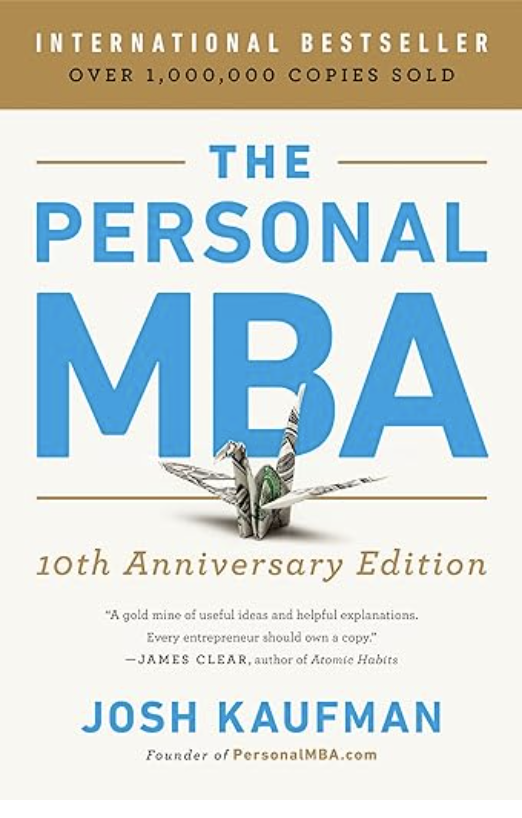 INTERNATIONAL BESTSELLER
OVER 1,000,000 COPIES SOLD
THE
PERSONAL
MBA
10th Anniversary Edition
“A gold mine of useful ideas and helpful explanations.
Every entrepreneur should own a copy.”
—JAMES CLEAR, author of Atomic Habits
JOSH KAUFMAN
Founder of PersonalMBA.com